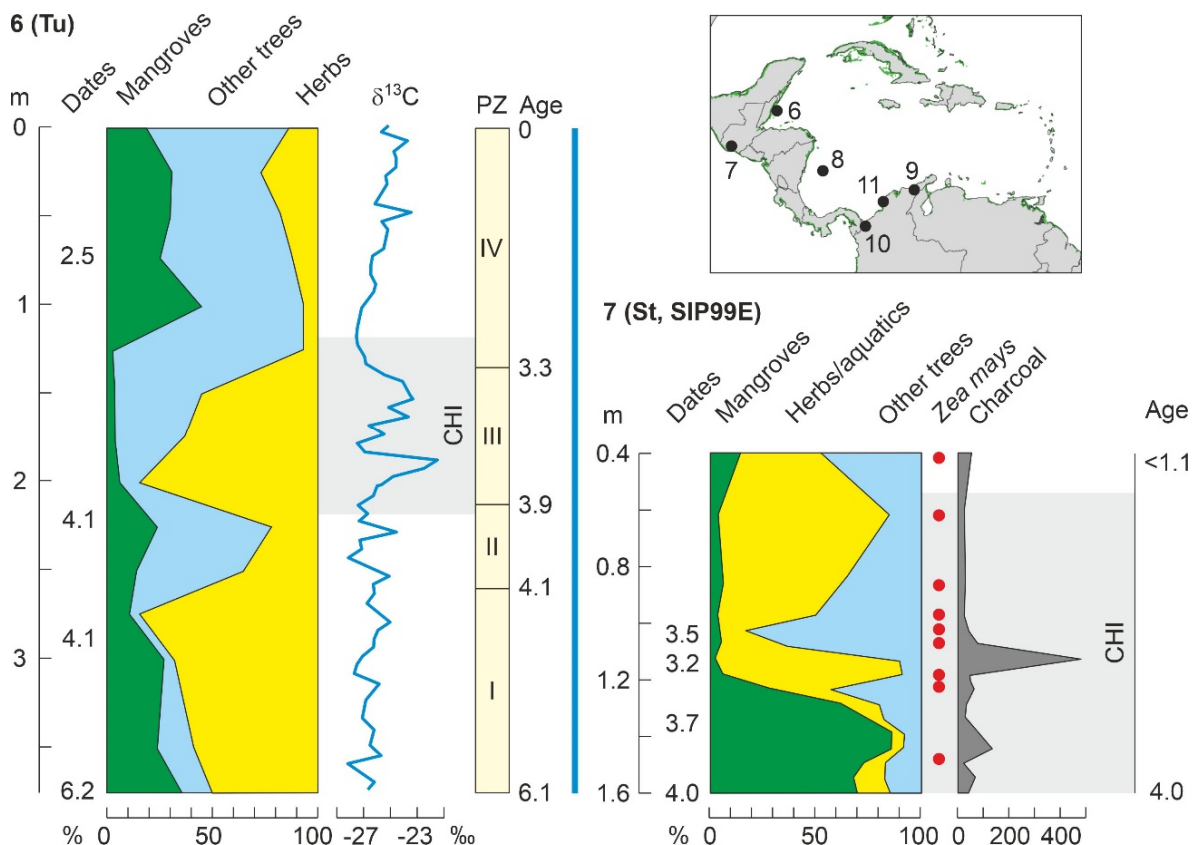 6 (Tu)
Dates
Mangroves
Other trees
Herbs
m
δ13C
PZ
Age
0
0
2.5
IV
1
3.3
CHI
III
2
3.9
4.1
II
4.1
4.1
3
I
6.2
6.1
% 0 50 100
-27 -23 ‰
6
7
8
9
11
10
7 (St, SIP99E)
Dates
Mangroves
Herbs/aquatics
Other trees
Zea mays
Charcoal
m
Age
0.4
<1.1
0.8
3.5
CHI
3.2
1.2
3.7
1.6
4.0
4.0
% 0 50 100
0 200 400